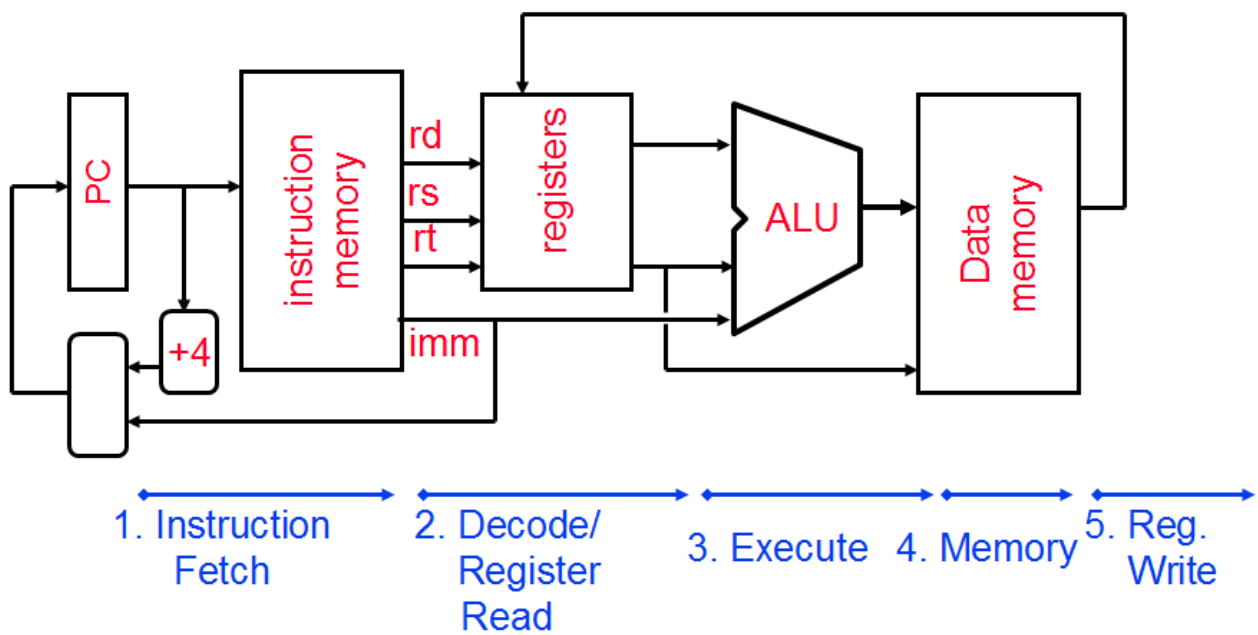 PC
+4
instruction
memory
rd
rs
rt
imm
registers
ALU
Data
memory
1. Instruction
Fetch
2. Decode/
Register
Read
3. Execute
4. Memory
5. Reg.
Write